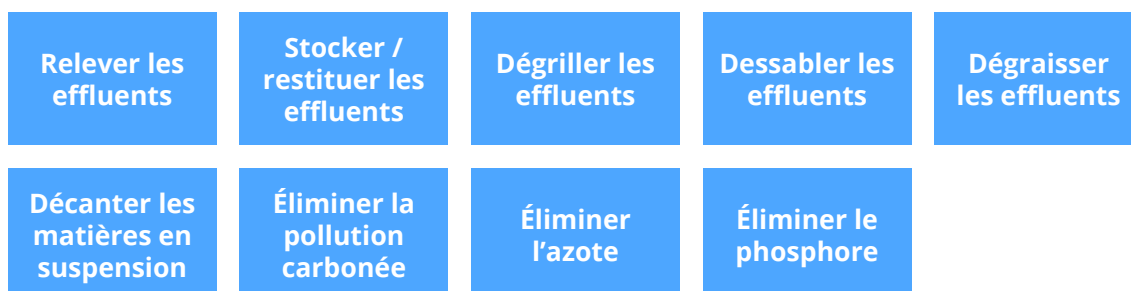 Relever les
effluents
Stocker /
restituer les
effluents
Dégriller les
effluents
Dessabler les
effluents
Dégraisser
les effluents
Décanter les
matières en
suspension
Éliminer la
pollution
carbonée
Éliminer
l’azote
Éliminer le
phosphore